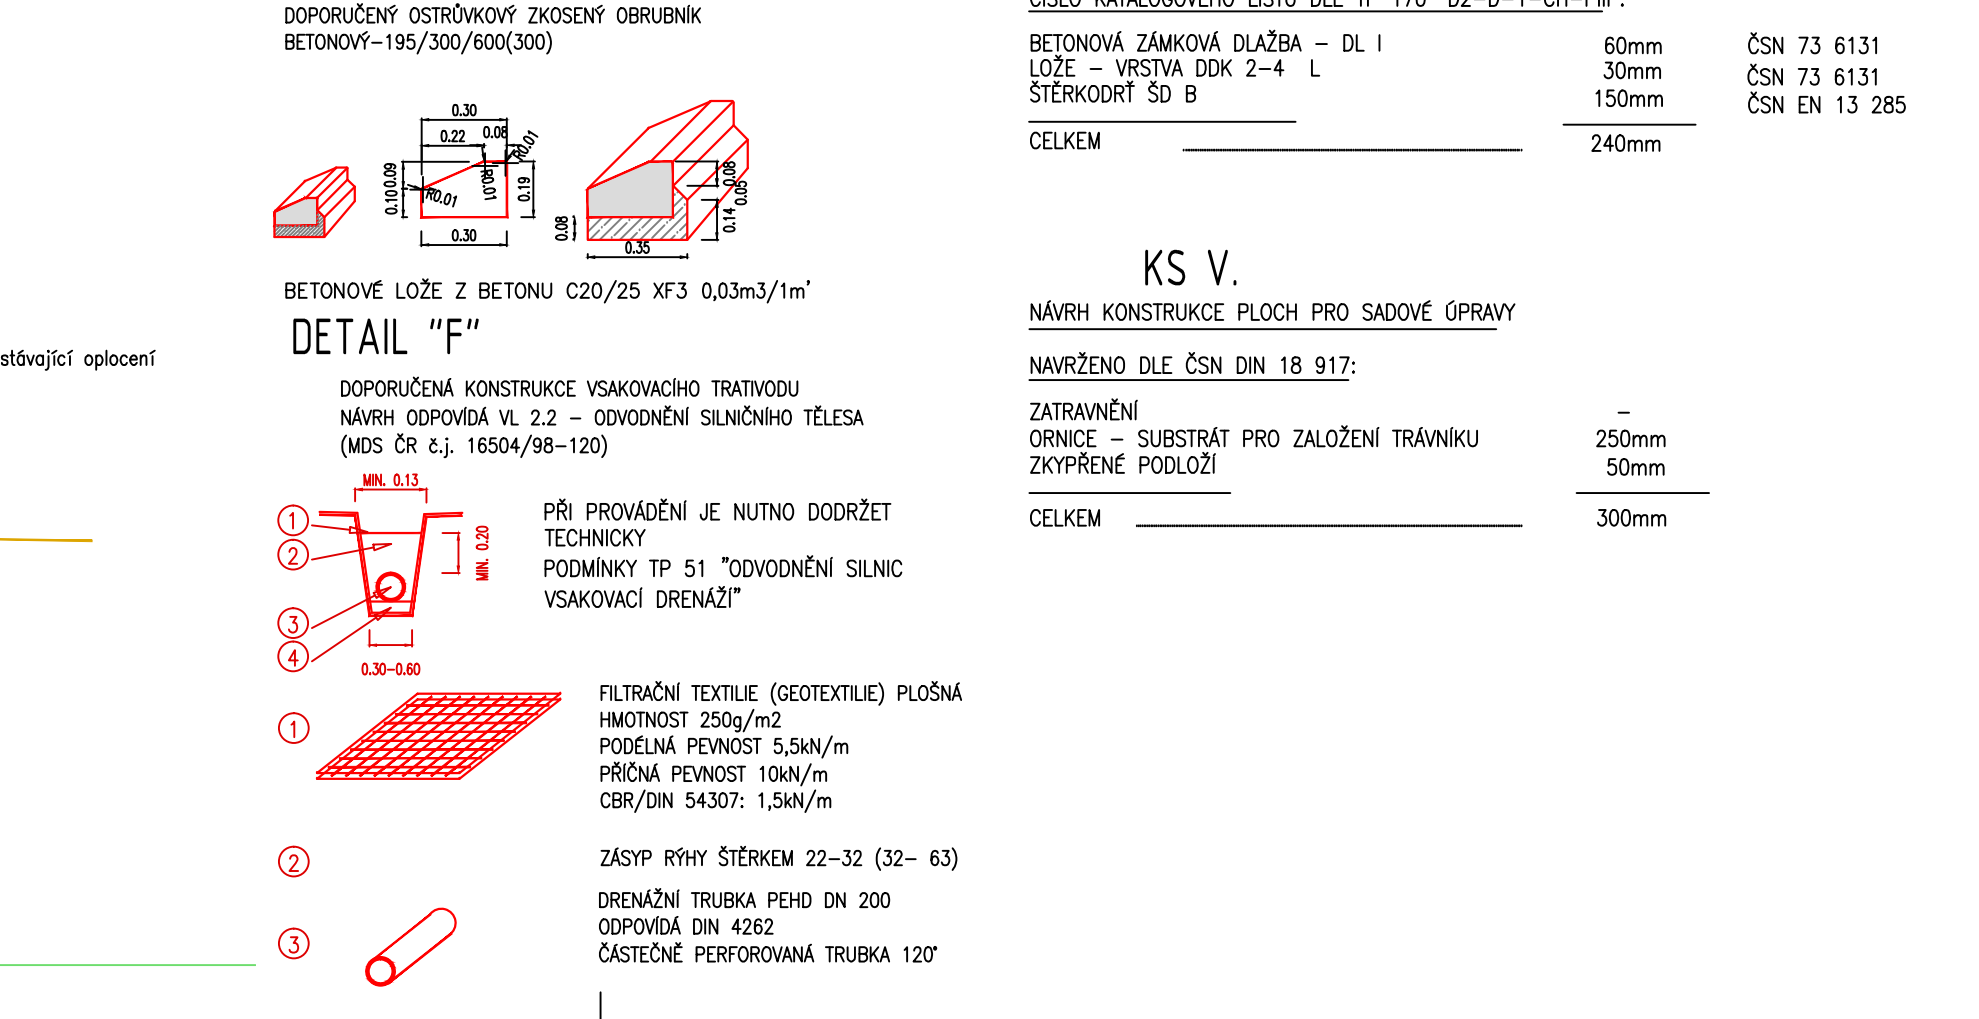 DOPORUČENÝ OSTRŮVKOVÝ ZKOSENÝ OBRUBNÍK
BETONOVÝ-195/300/600(300)
0.30
0.22
0.08
R0.01
0.09
0.10
R0.01
R0.01
0.19
0.30
0.08
0.05
0.14
0.08
0.35
BETONOVÉ LOŽE Z BETONU C20/25 XF3 0,03m3/1m'
DETAIL "F"
stávající oplocení
DOPORUČENÁ KONSTRUKCE VSAKOVACÍHO TRATIVODU
NÁVRH ODPOVÍDÁ VL 2.2 - ODVODNĚNÍ SILNIČNÍHO TĚLESA
(MDS ČR č.j. 16504/98-120)
MIN. 0.13
1
2
3
4
MIN. 0.20
0.30-0.60
PŘI PROVÁDĚNÍ JE NUTNO DODRŽET
TECHNICKY
PODMÍNKY TP 51 "ODVODNĚNÍ SILNIC
VSAKOVACÍ DRENÁŽÍ"
1
FILTRAČNÍ TEXTILIE (GEOTEXTILIE) PLOŠNÁ
HMOTNOST 250g/m2
PODÉLNÁ PEVNOST 5,5kN/m
PŘÍČNÁ PEVNOST 10kN/m
CBR/DIN 54307: 1,5kN/m
2
ZÁSYP RÝHY ŠTĚRKEM 22-32 (32- 63)
3
DRENÁŽNÍ TRUBKA PEHD DN 200
ODPOVÍDÁ DIN 4262
ČÁSTEČNĚ PERFOROVANÁ TRUBKA 120°
BETONOVÁ ZÁMKOVÁ DLAŽBA - DL I 60mm ČSN 73 6131
LOŽE - VRSTVA DDK 2-4 L 30mm ČSN 73 6131
ŠTĚRKODRŤ ŠD B 150mm ČSN EN 13 285
CELKEM 240mm
KS V.
NÁVRH KONSTRUKCE PLOCH PRO SADOVÉ ÚPRAVY
NAVRŽENO DLE ČSN DIN 18 917:
ZATRAVNĚNÍ -
ORNICE - SUBSTRÁT PRO ZALOŽENÍ TRÁVNÍKU 250mm
ZKYPŘENÉ PODLOŽÍ 50mm
CELKEM 300mm